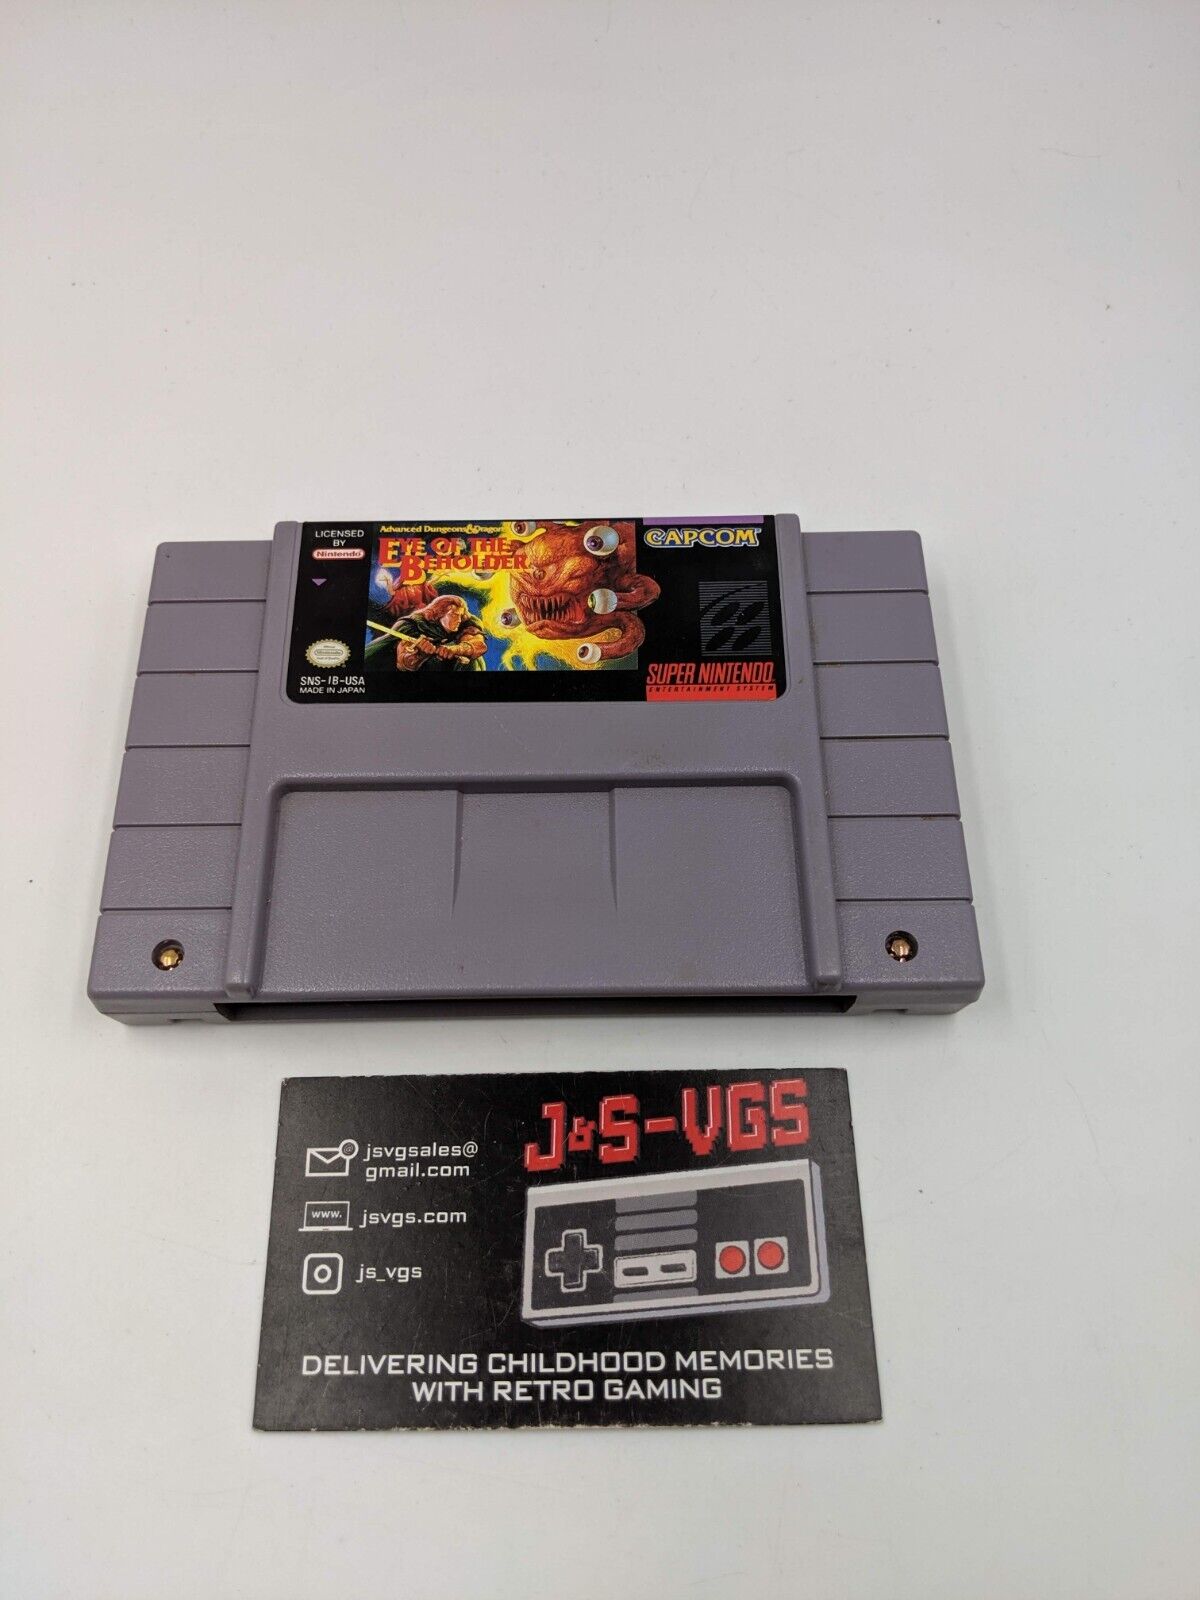 LICENSED
BY
Nintendo
Advanced Dungeons & Dragons
EYE OF THE
BEHOLDER
CAPCOM
SNS-IB-USA
MADE IN JAPAN
SUPER NINTENDO
ENTERTAINMENT SYSTEM
J&S-VGS
jsvgsales@
gmail.com
www.
jsvgs.com
js_vgs
DELIVERING CHILDHOOD MEMORIES
WITH RETRO GAMING